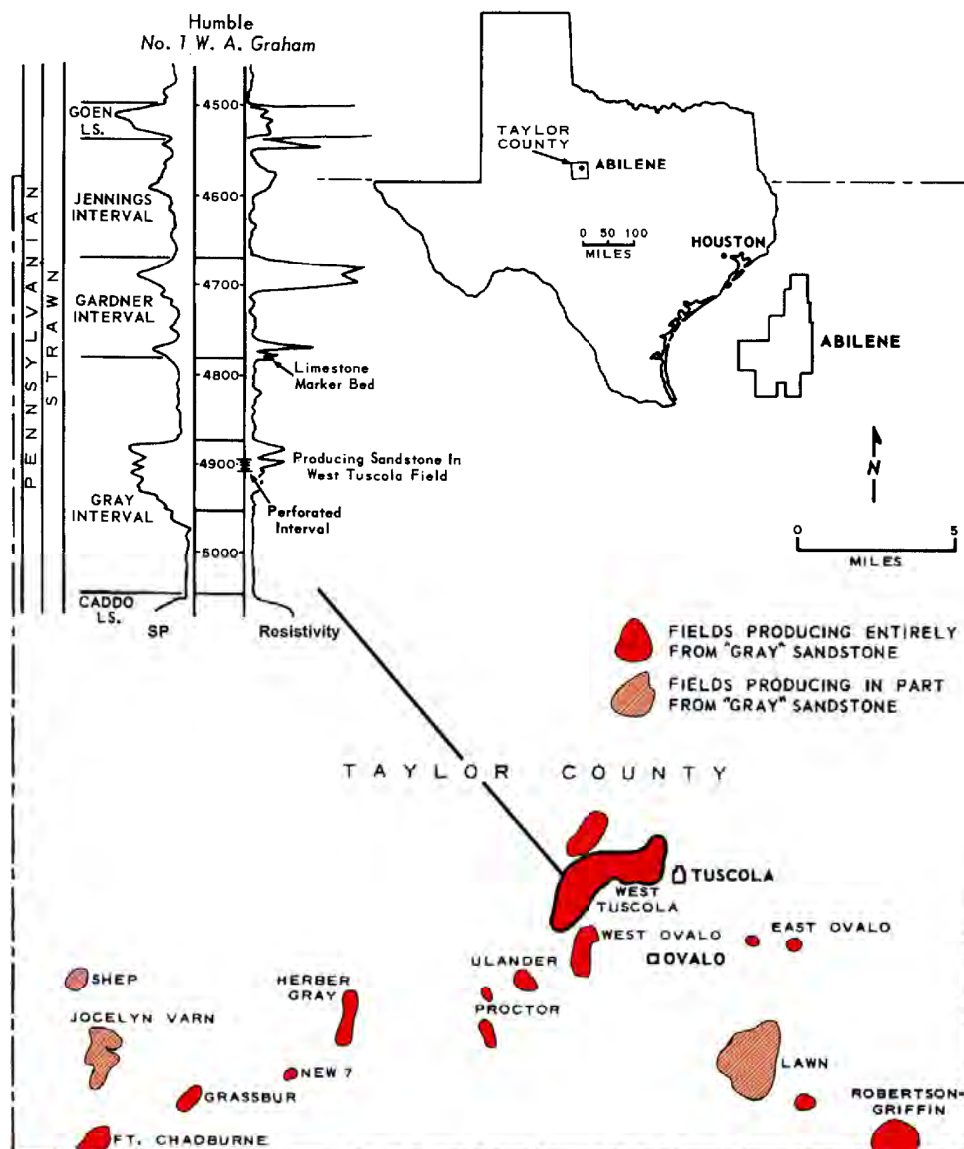 Humble
No. 1 W. A. Graham
GOEN
LS.
JENNINGS
INTERVAL
GARDNER
INTERVAL
GRAY
INTERVAL
CADDO
LS.
PENNSYLVANIAN
STRAWN
4500
4600
4700
4800
4900
5000
Limestone
Marker Bed
Producing Sandstone In
West Tuscola Field
Perforated
Interval
SP
Resistivity
TAYLOR
COUNTY
ABILENE
0 50 100
MILES
HOUSTON
ABILENE
N
0 5
MILES
FIELDS PRODUCING ENTIRELY
FROM "GRAY" SANDSTONE
FIELDS PRODUCING IN PART
FROM "GRAY" SANDSTONE
TAYLOR COUNTY
TUSCOLA
WEST
TUSCOLA
WEST OVALO
EAST OVALO
OVALO
ULANDER
SHEP
HERBER
GRAY
PROCTOR
JOCELYN VARN
LAWN
NEW ?
GRASSBUR
ROBERTSON-
GRIFFIN
FT. CHADBURNE